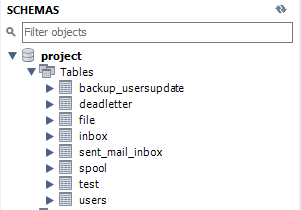 SCHEMAS
Filter objects
project
Tables
backup_usersupdate
deadletter
file
inbox
sent_mail_inbox
spool
test
users